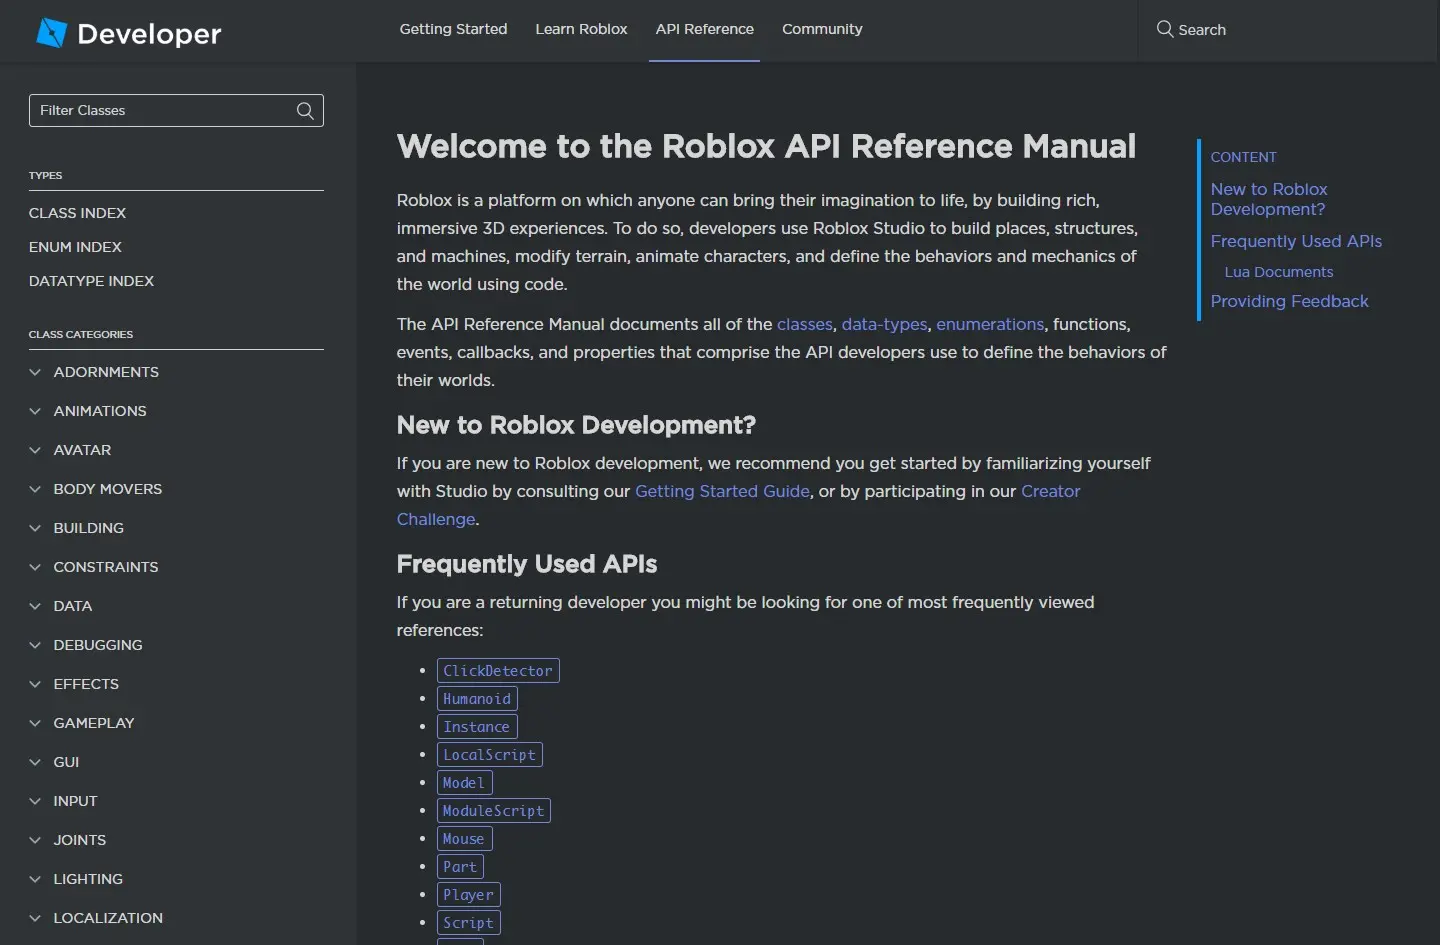 Developer
Getting Started
Learn Roblox
API Reference
Community
Search
Filter Classes
TYPES
CLASS INDEX
ENUM INDEX
DATATYPE INDEX
CLASS CATEGORIES
ADORNMENTS
ANIMATIONS
AVATAR
BODY MOVERS
BUILDING
CONSTRAINTS
DATA
DEBUGGING
EFFECTS
GAMEPLAY
GUI
INPUT
JOINTS
LIGHTING
LOCALIZATION
Welcome to the Roblox API Reference Manual
Roblox is a platform on which anyone can bring their imagination to life, by building rich,
immersive 3D experiences. To do so, developers use Roblox Studio to build places, structures,
and machines, modify terrain, animate characters, and define the behaviors and mechanics of
the world using code.
The API Reference Manual documents all of the classes, data-types, enumerations, functions,
events, callbacks, and properties that comprise the API developers use to define the behaviors of
their worlds.
New to Roblox Development?
If you are new to Roblox development, we recommend you get started by familiarizing yourself
with Studio by consulting our Getting Started Guide, or by participating in our Creator
Challenge.
Frequently Used APIs
If you are a returning developer you might be looking for one of most frequently viewed
references:
• ClickDetector
• Humanoid
• Instance
• LocalScript
• Model
• ModuleScript
• Mouse
• Part
• Player
• Script
CONTENT
New to Roblox
Development?
Frequently Used APIs
Lua Documents
Providing Feedback